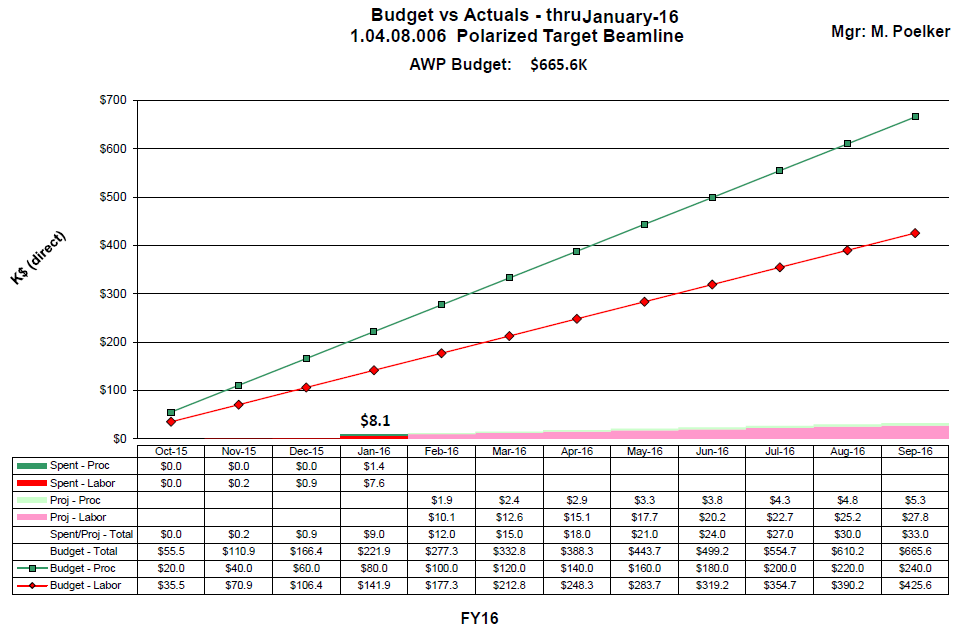 Budget vs Actuals - thru January-16
1.04.08.006 Polarized Target Beamline
Mgr: M. Poelker
AWP Budget: $665.6K
K$ (direct)
$700
$600
$500
$400
$300
$200
$100
$0
$8.1
Oct-15 Nov-15 Dec-15 Jan-16 Feb-16 Mar-16 Apr-16 May-16 Jun-16 Jul-16 Aug-16 Sep-16
Spent - Proc $0.0 $0.0 $0.0 $1.4
Spent - Labor $0.0 $0.2 $0.9 $7.6
Proj - Proc $1.9 $2.4 $2.9 $3.3 $3.8 $4.3 $4.8 $5.3
Proj - Labor $10.1 $12.6 $15.1 $17.7 $20.2 $22.7 $25.2 $27.8
Spent/Proj - Total $0.0 $0.2 $0.9 $9.0 $12.0 $15.0 $18.0 $21.0 $24.0 $27.0 $30.0 $33.0
Budget - Total $55.5 $110.9 $166.4 $221.9 $277.3 $332.8 $388.3 $443.7 $499.2 $554.7 $610.2 $665.6
Budget - Proc $20.0 $40.0 $60.0 $80.0 $100.0 $120.0 $140.0 $160.0 $180.0 $200.0 $220.0 $240.0
Budget - Labor $35.5 $70.9 $106.4 $141.9 $177.3 $212.8 $248.3 $283.7 $319.2 $354.7 $390.2 $425.6
FY16